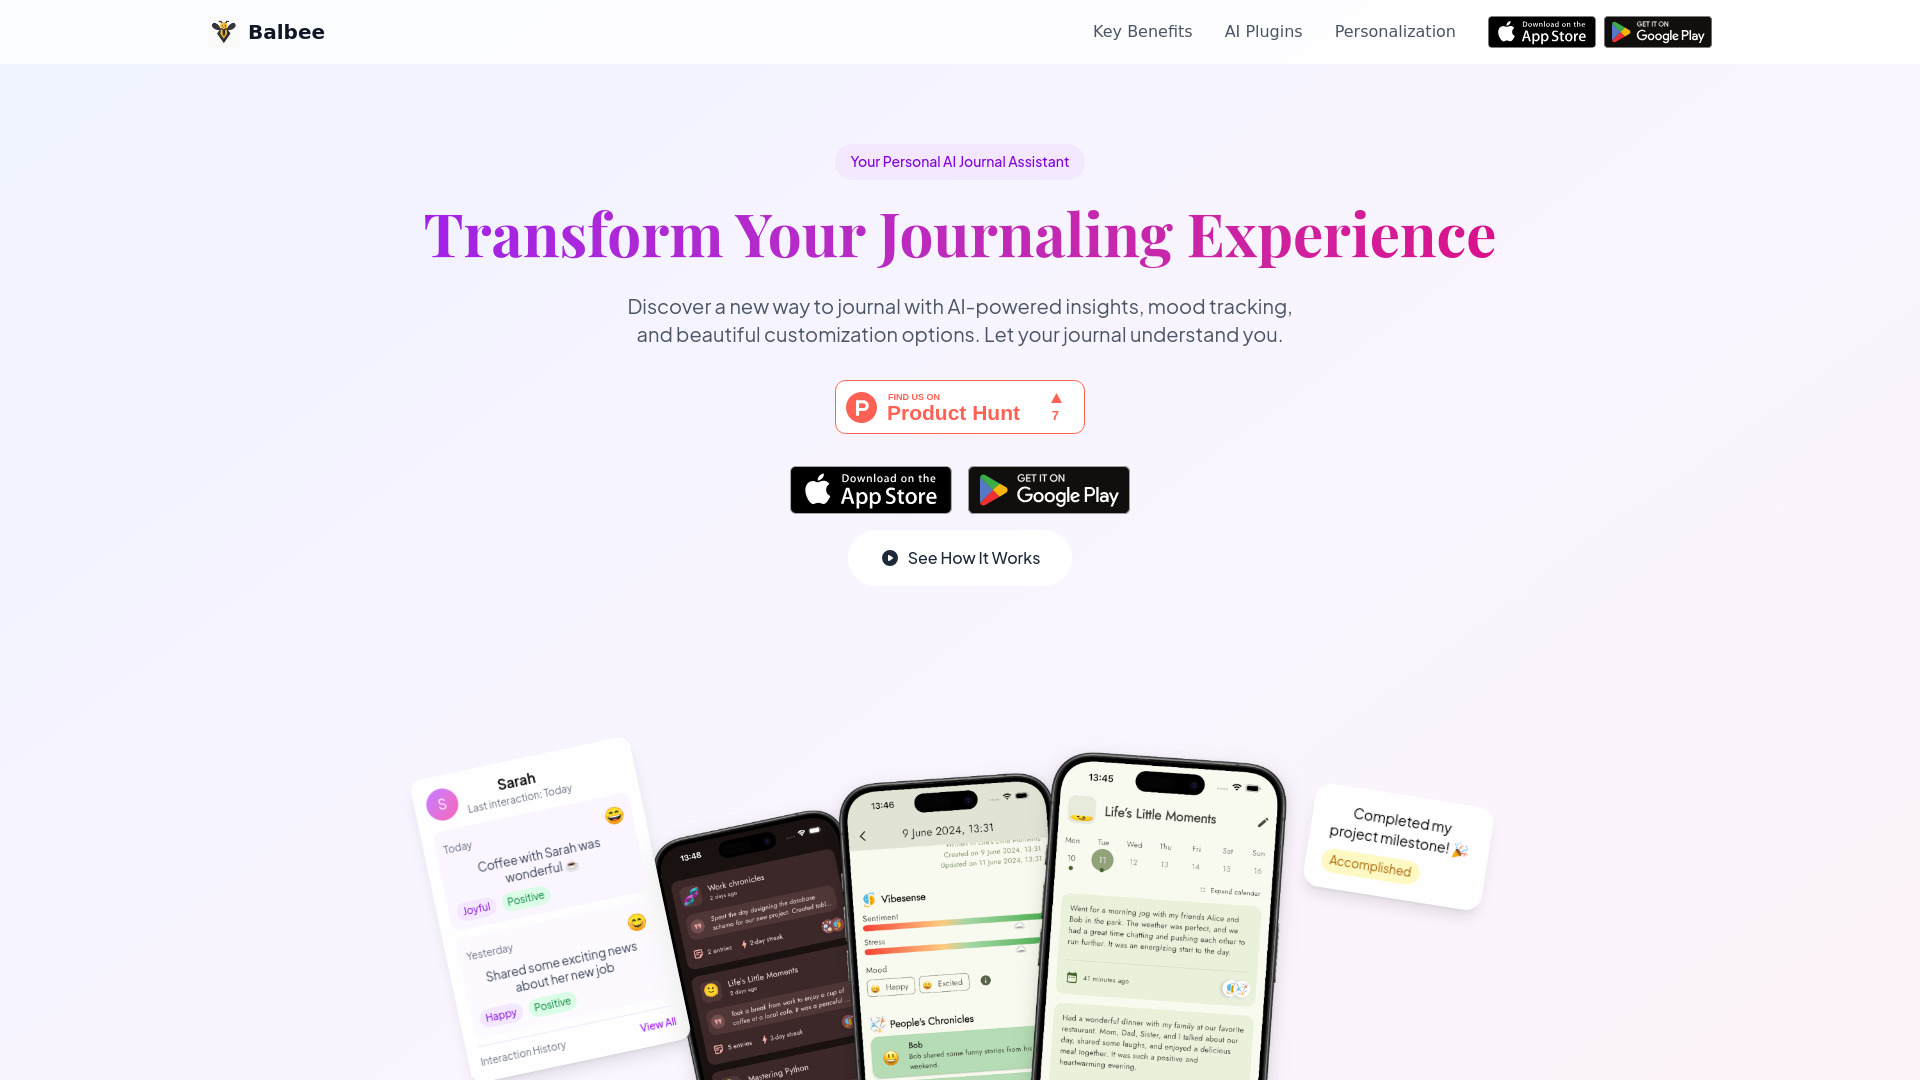 Balbee
Key Benefits
AI Plugins
Personalization
Download on the
App Store
GET IT ON
Google Play
Your Personal AI Journal Assistant
Transform Your Journaling Experience
Discover a new way to journal with AI-powered insights, mood tracking,
and beautiful customization options. Let your journal understand you.
FIND US ON
Product Hunt
7
Download on the
App Store
GET IT ON
Google Play
See How It Works
S
Sarah
Last interaction: Today
Today
Coffee with Sarah was
wonderful
Joyful
Positive
Yesterday
Shared some exciting news
about her new job
Happy
Positive
Interaction History
View All
13:48
Work chronicles
2 days ago
Spent the day designing the database
schema for our new project. Created tabl...
2 entries
2-day streak
Life's Little Moments
2 days ago
Took a break from work to enjoy a cup of
coffee at a local cafe. It was a peaceful ...
5 entries
3-day streak
Mastering Python
13:46
9 June 2024, 13:31
Created on 9 June 2024, 13:31
Updated on 11 June 2024, 13:31
Vibesense
Sentiment
Stress
Mood
Happy
Excited
People's Chronicles
Bob
Bob shared some funny stories from his
weekend.
13:45
Life's Little Moments
Mon
Tue
Wed
Thu
Fri
Sat
Sun
10
11
12
13
14
15
16
Expand calendar
Went for a morning jog with my friends Alice and
Bob in the park. The weather was perfect, and we
had a great time chatting and pushing each other to
run further. It was an energizing start to the day.
41 minutes ago
Had a wonderful dinner with my family at our favorite
restaurant. Mom, Dad, Sister, and I talked about our
day, shared some laughs, and enjoyed a delicious
meal together. It was such a positive and
heartwarming evening.
Completed my
project milestone!
Accomplished